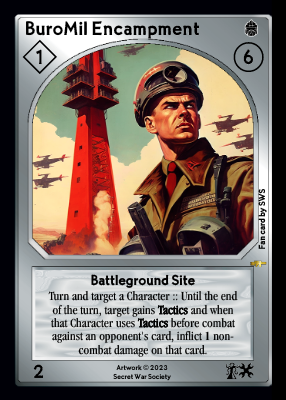 BuroMil Encampment
1
6
Fan card by SWS
Battleground Site
Turn and target a Character :: Until the
end of the turn, target gains Tactics and when
that Character uses Tactics before combat
against an opponent's card, inflict 1 non-
combat damage on that card.
2
Artwork © 2023
Secret War Society